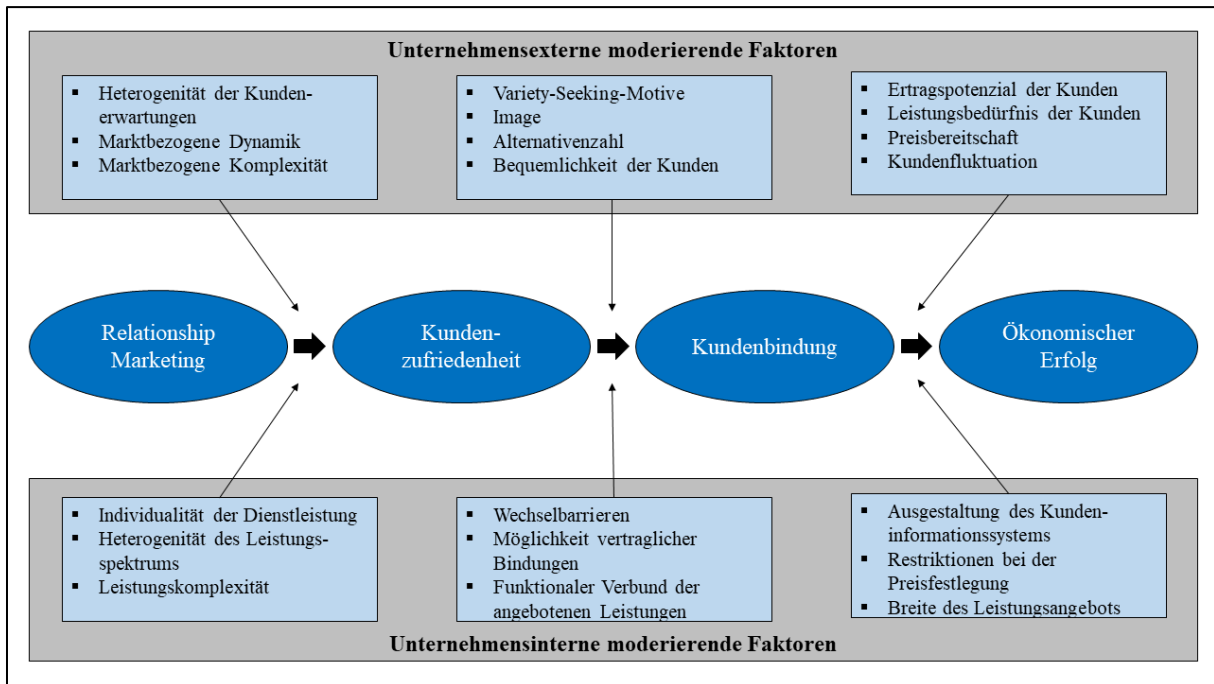 Unternehmensexterne moderierende Faktoren
▪ Heterogenität der Kunden-
erwartungen
▪ Marktbezogene Dynamik
▪ Marktbezogene Komplexität
▪ Variety-Seeking-Motive
▪ Image
▪ Alternativenzahl
▪ Bequemlichkeit der Kunden
▪ Ertragspotenzial der Kunden
▪ Leistungsbedürfnis der Kunden
▪ Preisbereitschaft
▪ Kundenfluktuation
Relationship
Marketing
Kunden-
zufriedenheit
Kundenbindung
Ökonomischer
Erfolg
▪ Individualität der Dienstleistung
▪ Heterogenität des Leistungs-
spektrums
▪ Leistungskomplexität
▪ Wechselbarrieren
▪ Möglichkeit vertraglicher
Bindungen
▪ Funktionaler Verbund der
angebotenen Leistungen
▪ Ausgestaltung des Kunden-
informationssystems
▪ Restriktionen bei der
Preisfestlegung
▪ Breite des Leistungsangebots
Unternehmensinterne moderierende Faktoren